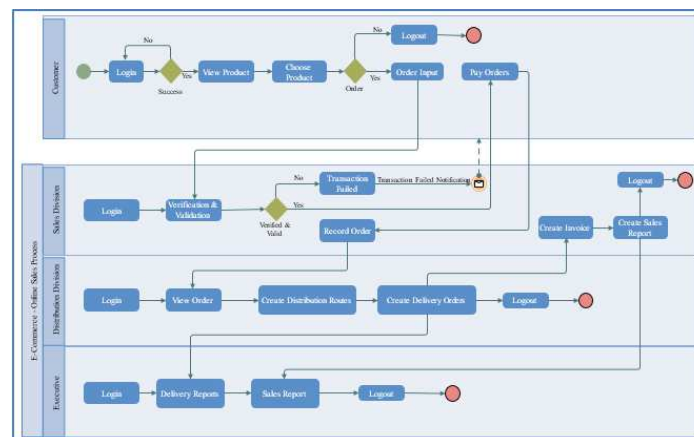 Customer
No
Login
Success
Yes
View Product
Choose
Product
Order
No
Yes
Logout
Order Input
Pay Orders
E-Commerce - Online Sales Process
Sales Division
Login
Verification &
Validation
Verified &
Valid
No
Yes
Transaction
Failed
Transaction Failed Notification
Record Order
Create Invoice
Logout
Create Sales
Report
Distribution Division
Login
View Order
Create Distribution Routes
Create Delivery Orders
Logout
Executive
Login
Delivery Reports
Sales Report
Logout